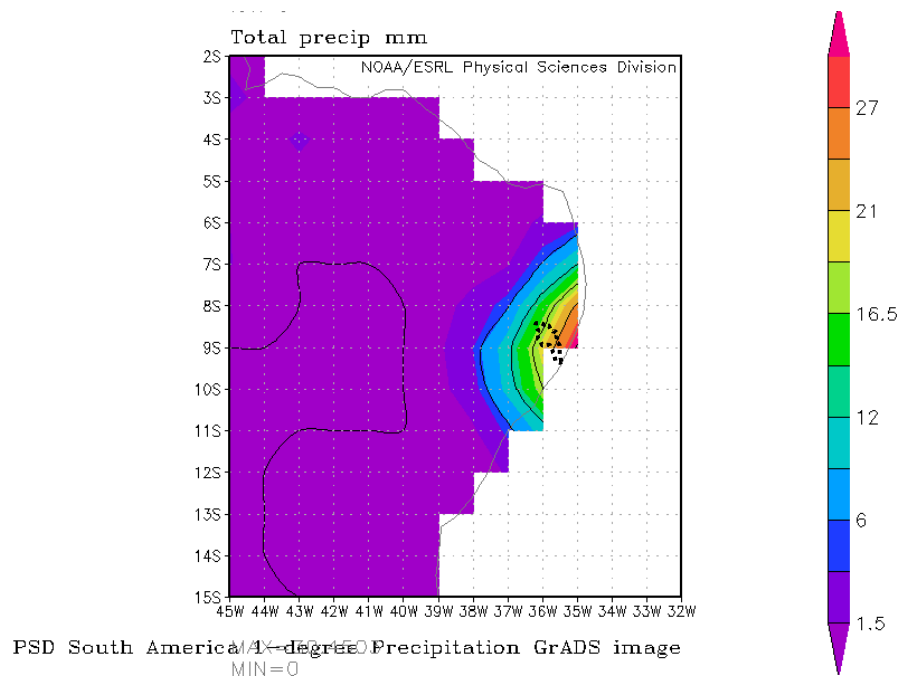 Total precip mm
NOAA/ESRL Physical Sciences Division
2S
3S
4S
5S
6S
7S
8S
9S
10S
11S
12S
13S
14S
15S
45W 44W 43W 42W 41W 40W 39W 38W 37W 36W 35W 34W 33W 32W
27
21
16.5
12
6
1.5
PSD South America 1-degree Precipitation GrADS image
MIN=0